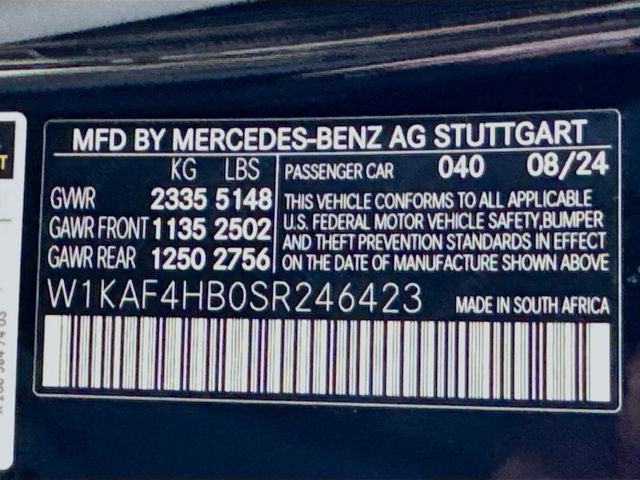 MFD BY MERCEDES-BENZ AG STUTTGART
KG LBS
GVWR 2335 5148
GAWR FRONT 1135 2502
GAWR REAR 1250 2756
PASSENGER CAR 040 08/24
THIS VEHICLE CONFORMS TO ALL APPLICABLE
U.S. FEDERAL MOTOR VEHICLE SAFETY,BUMPER
AND THEFT PREVENTION STANDARDS IN EFFECT
ON THE DATE OF MANUFACTURE SHOWN ABOVE
W1KAF4HB0SR246423 MADE IN SOUTH AFRICA